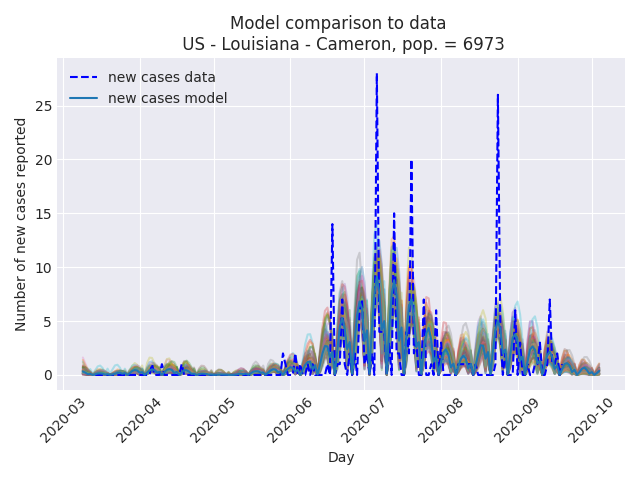 Model comparison to data
US - Louisiana - Cameron, pop. = 6973
new cases data
new cases model
Number of new cases reported
25
20
15
10
5
0
2020-03
2020-04
2020-05
2020-06
2020-07
2020-08
2020-09
2020-10
Day